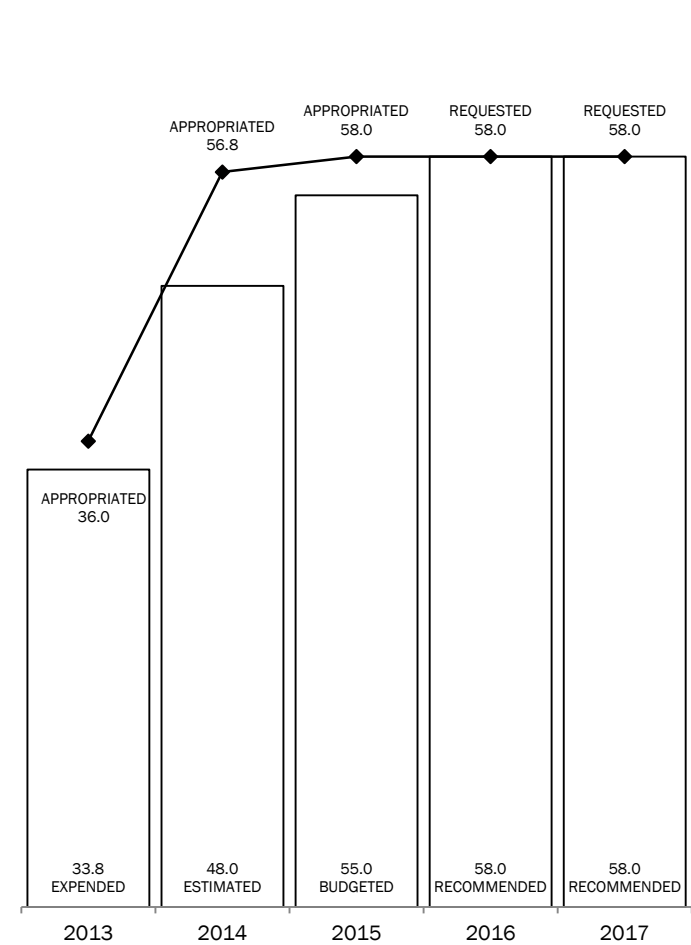 APPROPRIATED
56.8
APPROPRIATED
58.0
REQUESTED
58.0
REQUESTED
58.0
APPROPRIATED
36.0
33.8
EXPENDED
48.0
ESTIMATED
55.0
BUDGETED
58.0
RECOMMENDED
58.0
RECOMMENDED
2013
2014
2015
2016
2017